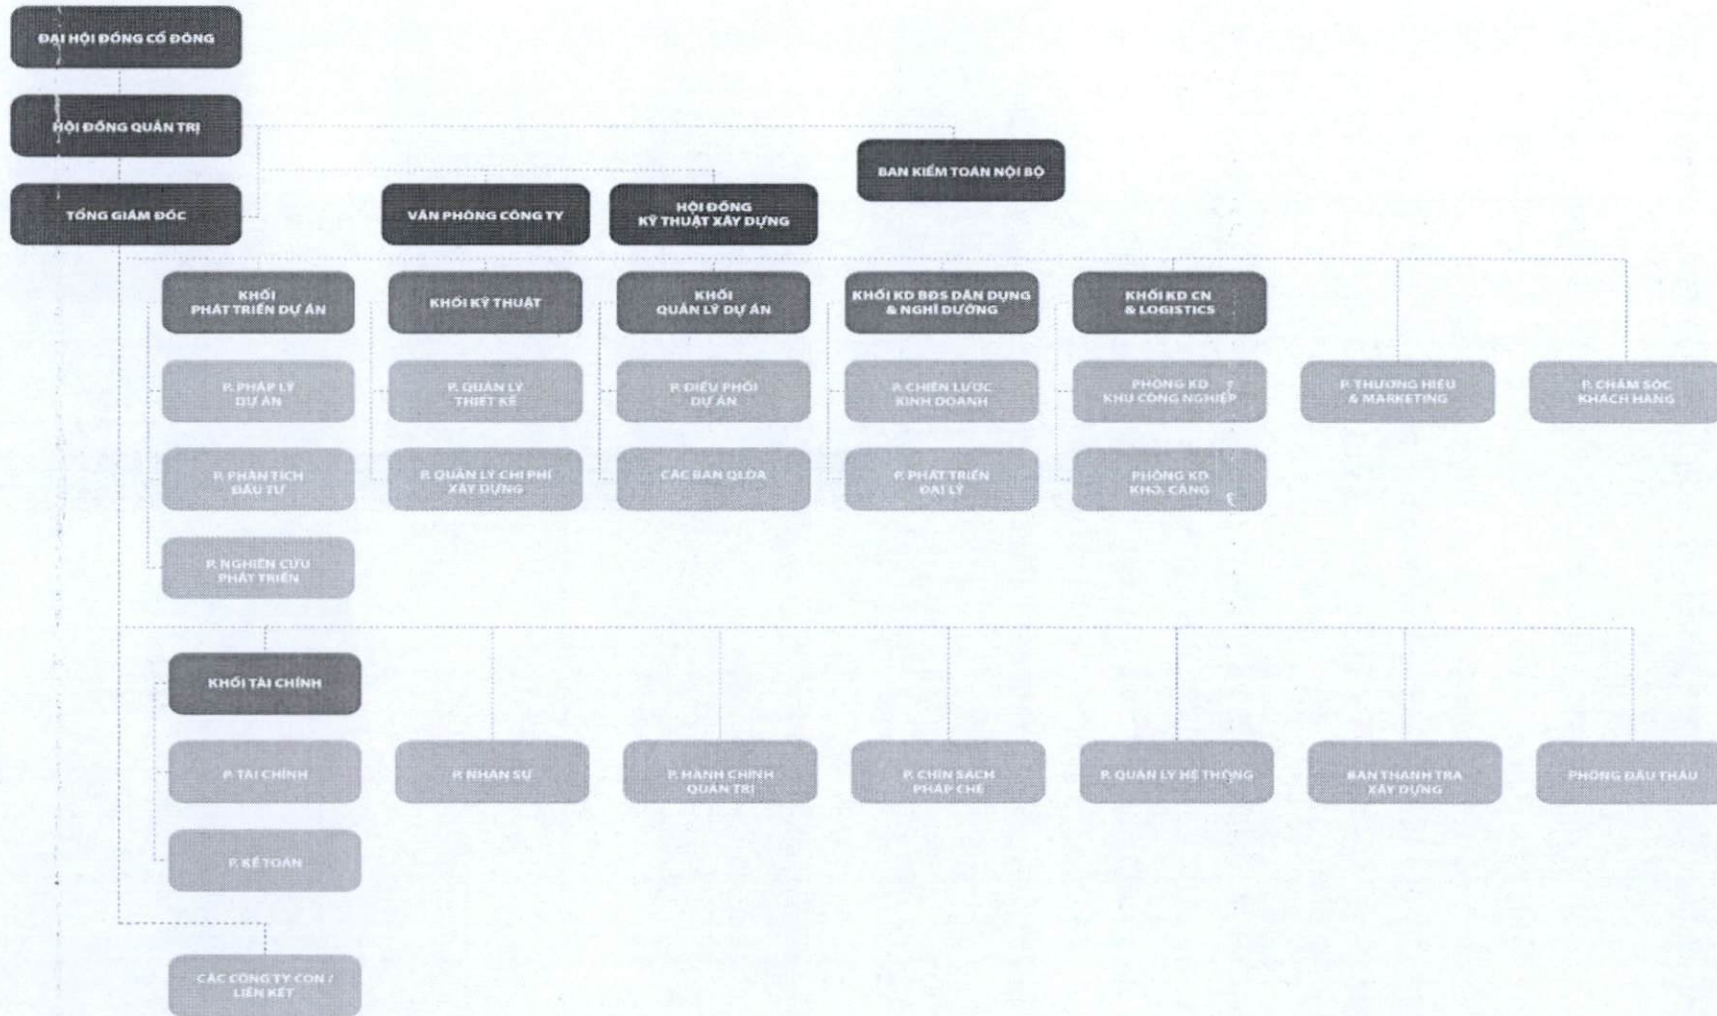 ĐẠI HỘI ĐỒNG CỔ ĐÔNG
HỘI ĐỒNG QUẢN TRỊ
BAN KIỂM TOÁN NỘI BỘ
TỔNG GIÁM ĐỐC
VĂN PHÒNG CÔNG TY
HỘI ĐỒNG
KỸ THUẬT XÂY DỰNG
KHỐI
PHÁT TRIỂN DỰ ÁN
KHỐI KỸ THUẬT
KHỐI
QUẢN LÝ DỰ ÁN
KHỐI KD BĐS DÂN DỤNG
& NGHỈ DƯỠNG
KHỐI KD CN
& LOGISTICS
P. PHÁP LÝ
DỰ ÁN
P. QUẢN LÝ
THIẾT KẾ
P. ĐIỀU PHỐI
DỰ ÁN
P. CHIẾN LƯỢC
KINH DOANH
PHÒNG KD
KHU CÔNG NGHIỆP
P. THƯƠNG HIỆU
& MARKETING
P. CHĂM SÓC
KHÁCH HÀNG
P. PHÂN TÍCH
ĐẦU TƯ
P. QUẢN LÝ CHI PHÍ
XÂY DỰNG
CÁC BAN QLDA
P. PHÁT TRIỂN
ĐẠI LÝ
PHÒNG KD
KHO, CẢNG
P. NGHIÊN CỨU
PHÁT TRIỂN
KHỐI TÀI CHÍNH
P. TÀI CHÍNH
P. NHÂN SỰ
P. HÀNH CHÍNH
QUẢN TRỊ
P. CHÍN SÁCH
PHÁP CHẾ
P. QUẢN LÝ HỆ THỐNG
BAN THANH TRA
XÂY DỰNG
PHÒNG ĐẤU THẦU
P. KẾ TOÁN
CÁC CÔNG TY CON /
LIÊN KẾT